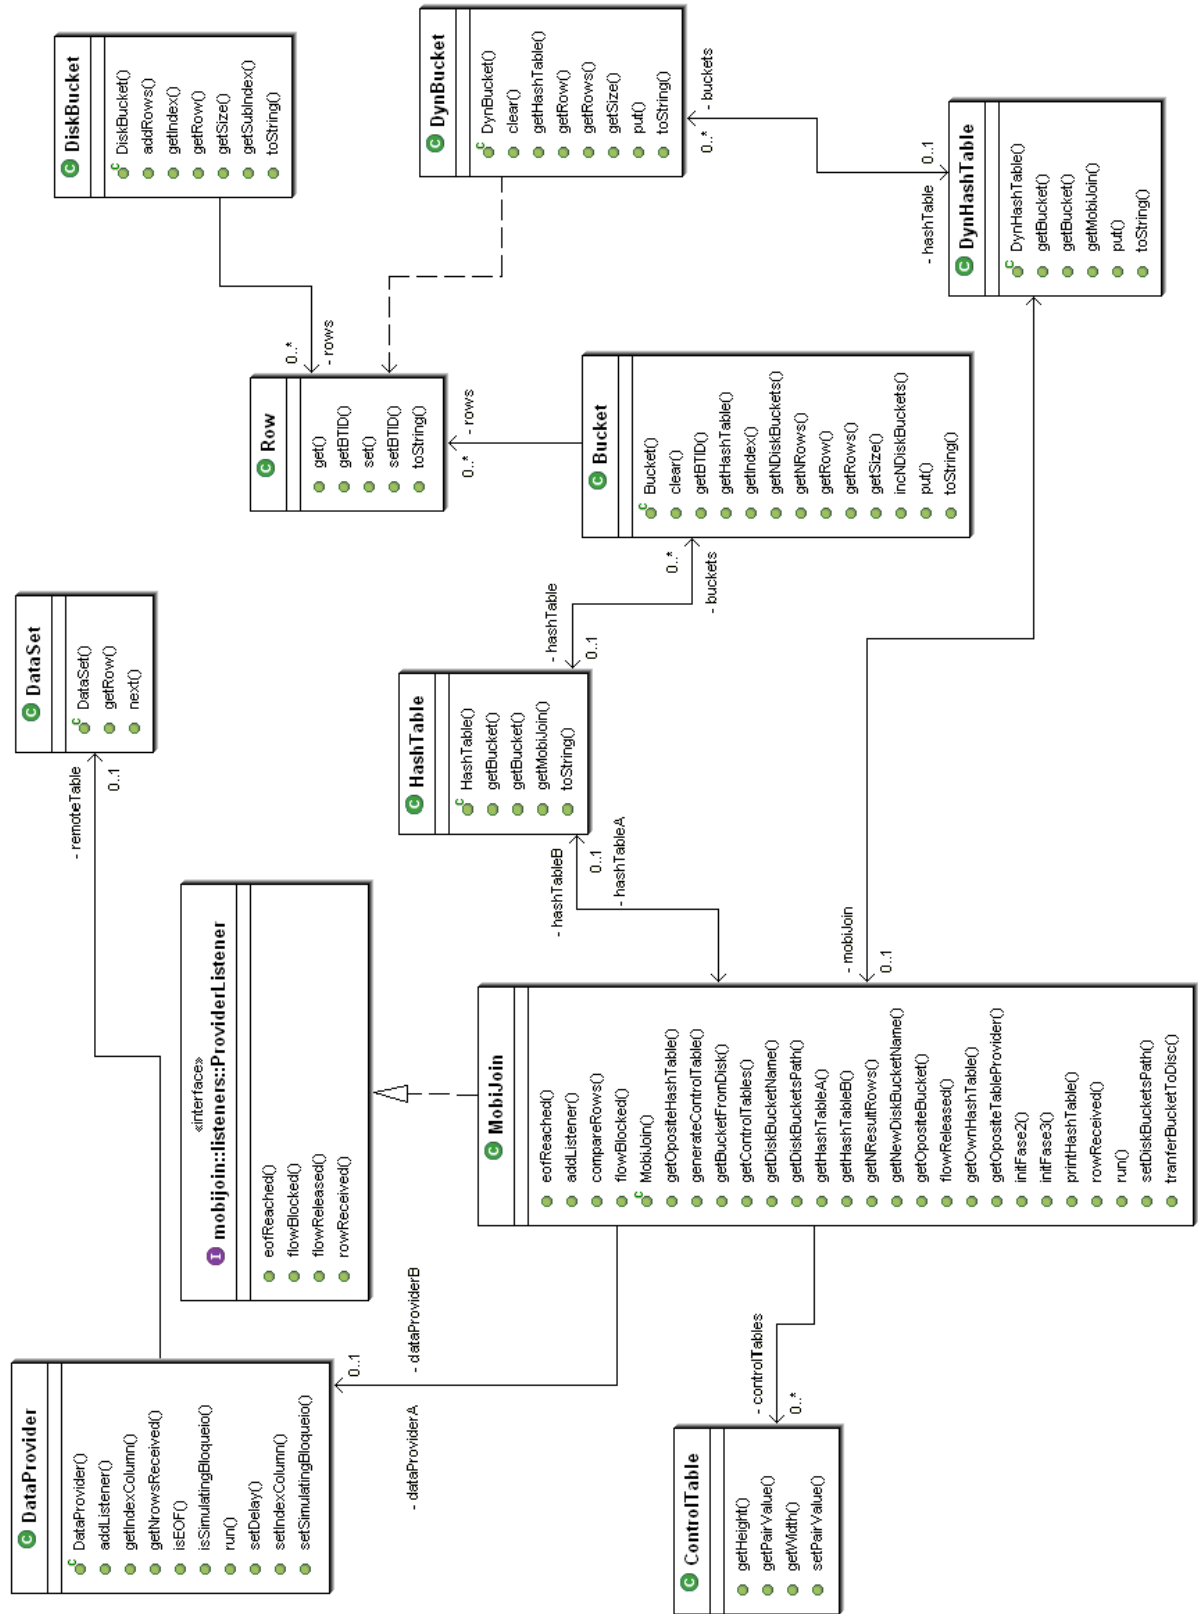 DataProvider
DataProvider()
addListener()
getIndexColumn()
getNrowsReceived()
isEOF()
isSimulatingBloqueio()
run()
setDelay()
setIndexColumn()
setSimulatingBloqueio()
- remoteTable
0..1
DataSet
DataSet()
getRow()
next()
«interface»
mobijoin::listeners::ProviderListener
eofReached()
flowBlocked()
flowReleased()
rowReceived()
0..1
- dataProviderA
- dataProviderB
ControlTable
getHeight()
getPairValue()
getWidth()
setPairValue()
- controlTables
0..*
MobiJoin
eofReached()
addListener()
compareRows()
flowBlocked()
MobiJoin()
getOpositeHashTable()
generateControlTable()
getBucketFromDisk()
getControlTables()
getDiskBucketName()
getDiskBucketsPath()
getHashTableA()
getHashTableB()
getNResultRows()
getNewDiskBucketName()
getOpositeBucket()
flowReleased()
getOwnHashTable()
getOpositeTableProvider()
initFase2()
initFase3()
printHashTable()
rowReceived()
run()
setDiskBucketsPath()
tranferBucketToDisc()
- hashTableB
0..1
- hashTableA
- mobiJoin
0..1
HashTable
HashTable()
getBucket()
getBucket()
getMobiJoin()
toString()
- hashTable
0..1
0..*
- buckets
Bucket
Bucket()
clear()
getBTID()
getHashTable()
getIndex()
getNDiskBuckets()
getNRows()
getRow()
getRows()
getSize()
incNDiskBuckets()
put()
toString()
0..*
- rows
Row
get()
getBTID()
set()
setBTID()
toString()
0..*
- rows
DiskBucket
DiskBucket()
addRows()
getIndex()
getRow()
getSize()
getSubIndex()
toString()
DynBucket
DynBucket()
clear()
getHashTable()
getRow()
getRows()
getSize()
put()
toString()
0..*
- buckets
- hashTable
0..1
DynHashTable
DynHashTable()
getBucket()
getBucket()
getMobiJoin()
put()
toString()